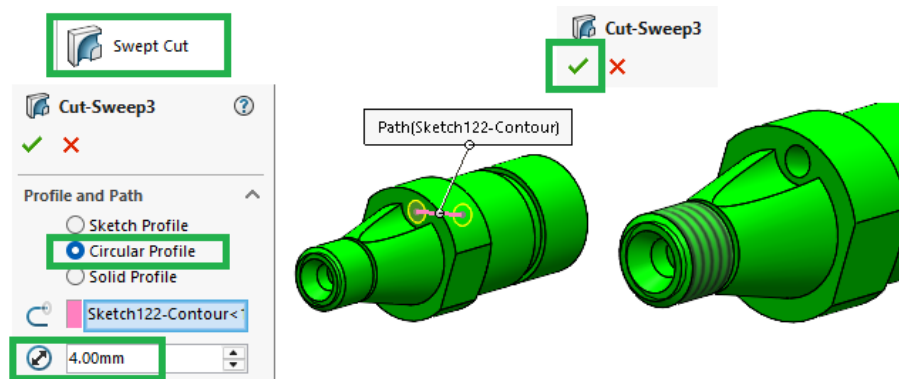 Swept Cut
Cut-Sweep3
Profile and Path
Sketch Profile
Circular Profile
Solid Profile
Sketch122-Contour<1
4.00mm
Path(Sketch122-Contour)
Cut-Sweep3